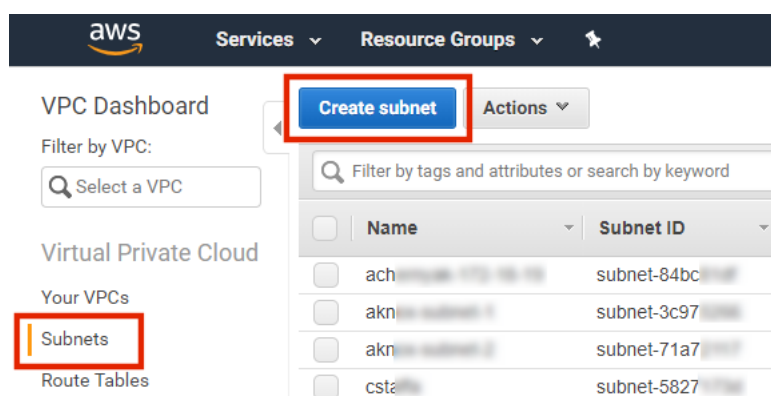 aws Services Resource Groups
VPC Dashboard
Filter by VPC:
Select a VPC
Virtual Private Cloud
Your VPCs
Subnets
Route Tables
Create subnet Actions
Filter by tags and attributes or search by keyword
Name Subnet ID
subnet-84bc
subnet-3c97
subnet-71a7
subnet-5827